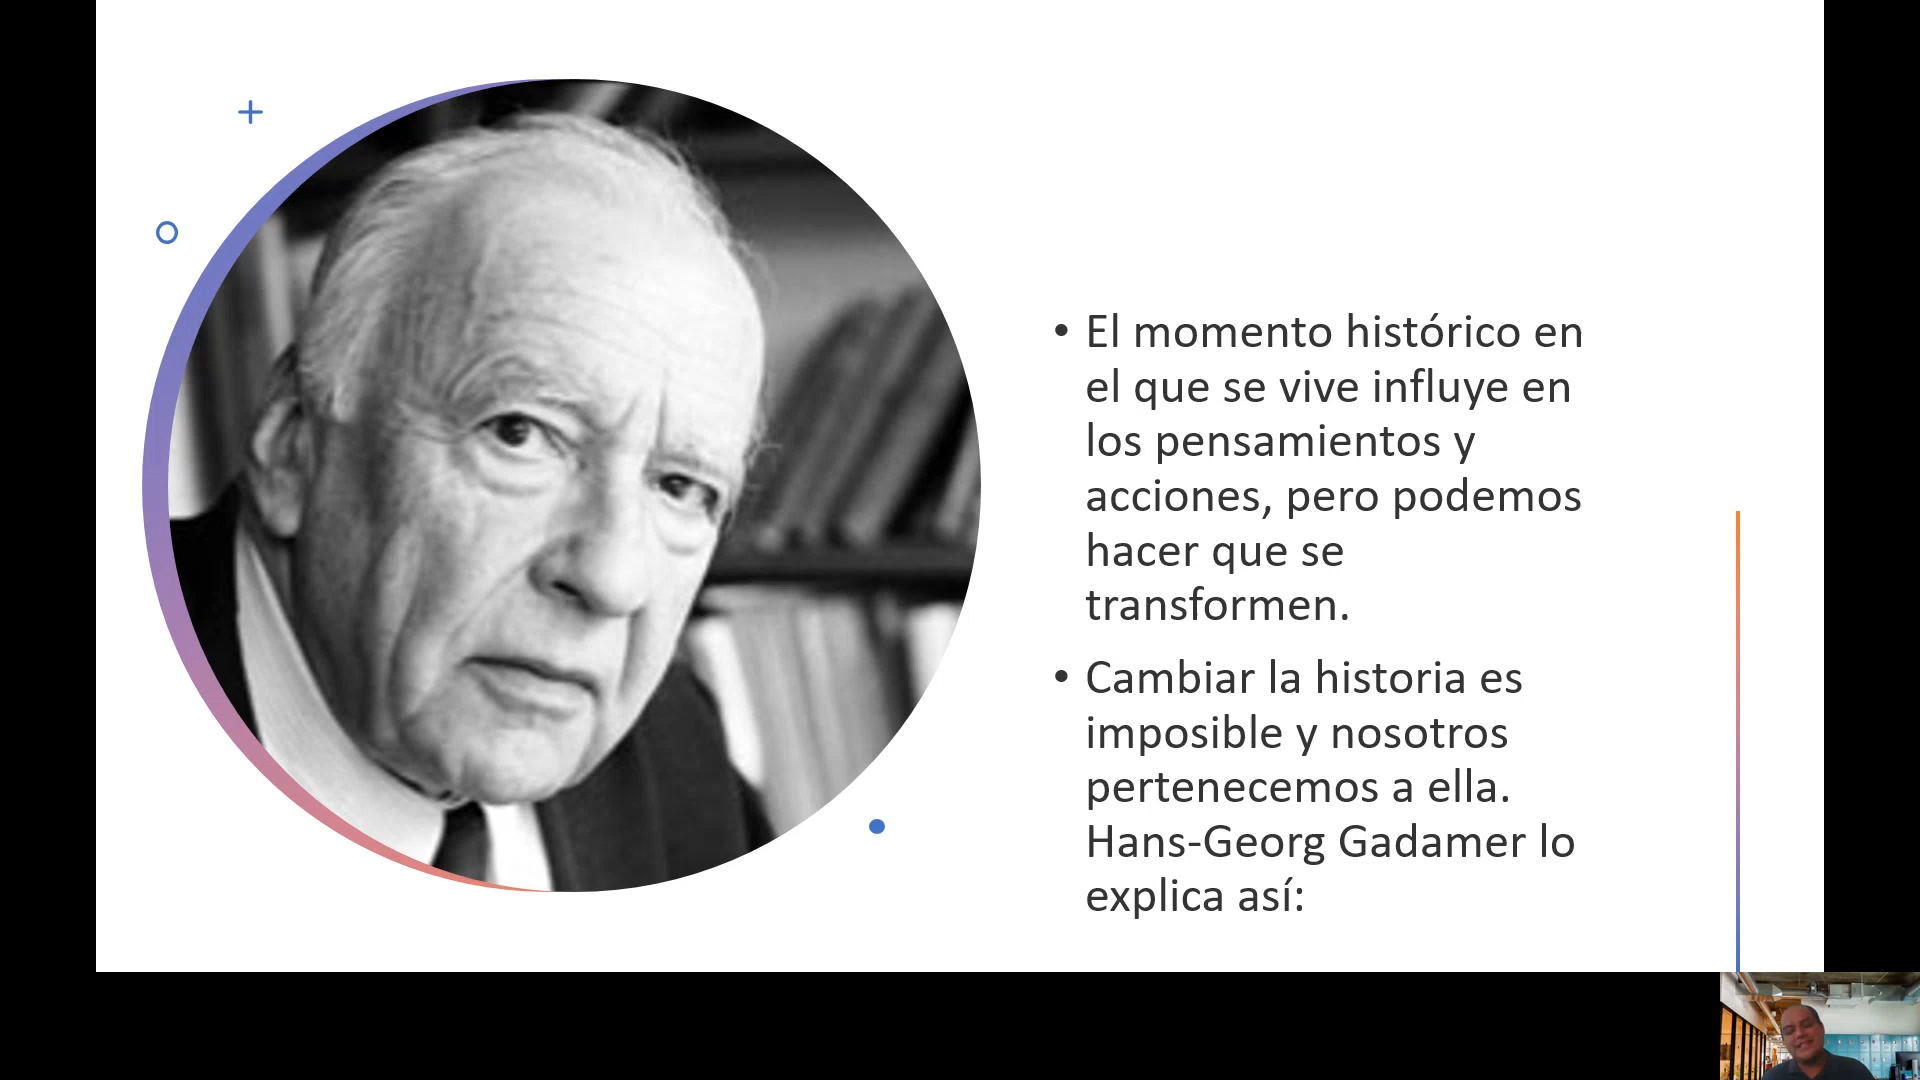 • El momento histórico en
el que se vive influye en
los pensamientos y
acciones, pero podemos
hacer que se
transformen.
• Cambiar la historia es
imposible y nosotros
pertenecemos a ella.
Hans-Georg Gadamer lo
explica así: